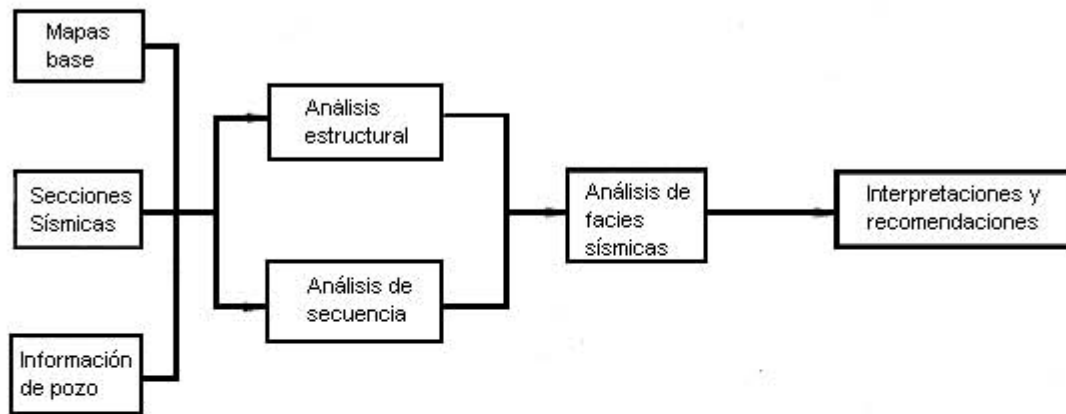 Mapas
base
Secciones
Sísmicas
Información
de pozo
Análisis
estructural
Análisis de
secuencia
Análisis de
facies
sísmicas
Interpretaciones y
recomendaciones